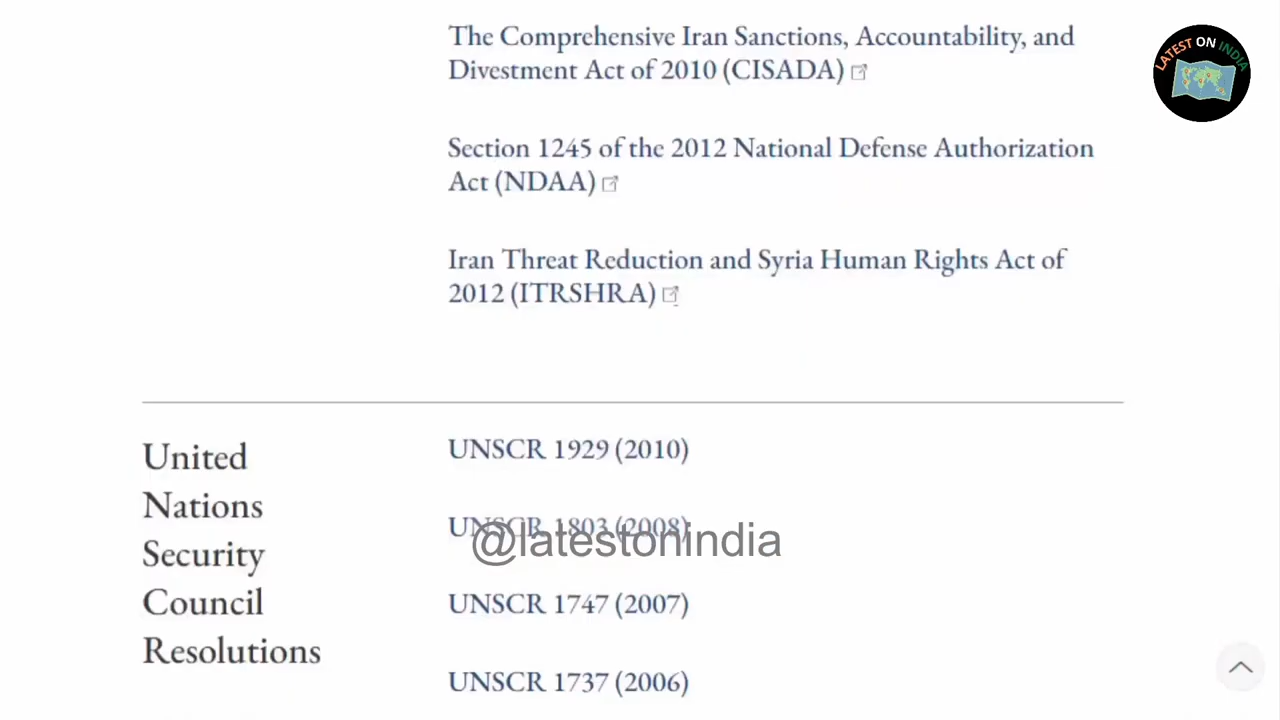 The Comprehensive Iran Sanctions, Accountability, and
Divestment Act of 2010 (CISADA)
LATEST ON INDIA
Section 1245 of the 2012 National Defense Authorization
Act (NDAA)
Iran Threat Reduction and Syria Human Rights Act of
2012 (ITRSHRA)
United
Nations
Security
Council
Resolutions
UNSCR 1929 (2010)
UNSCR 1803 (2008)
@latestonindia
UNSCR 1747 (2007)
UNSCR 1737 (2006)